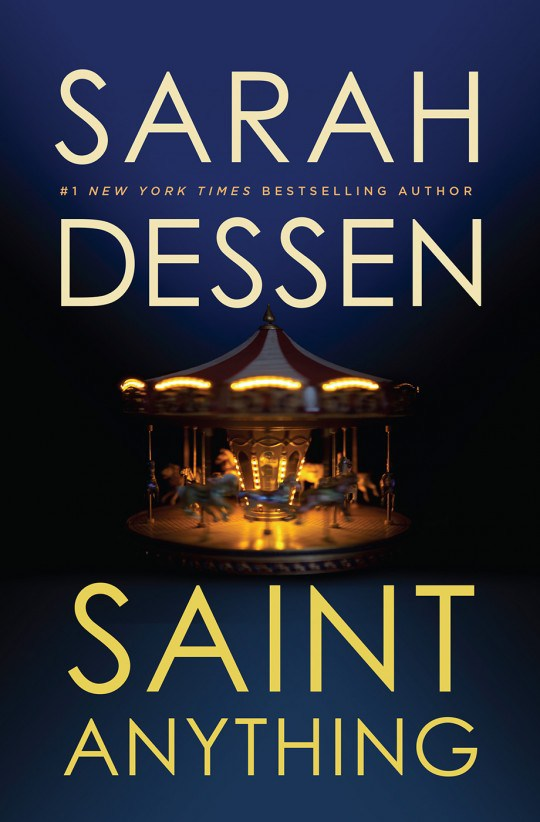 SARAH
#1 NEW YORK TIMES BESTSELLING AUTHOR
DESSEN
SAINT
ANYTHING